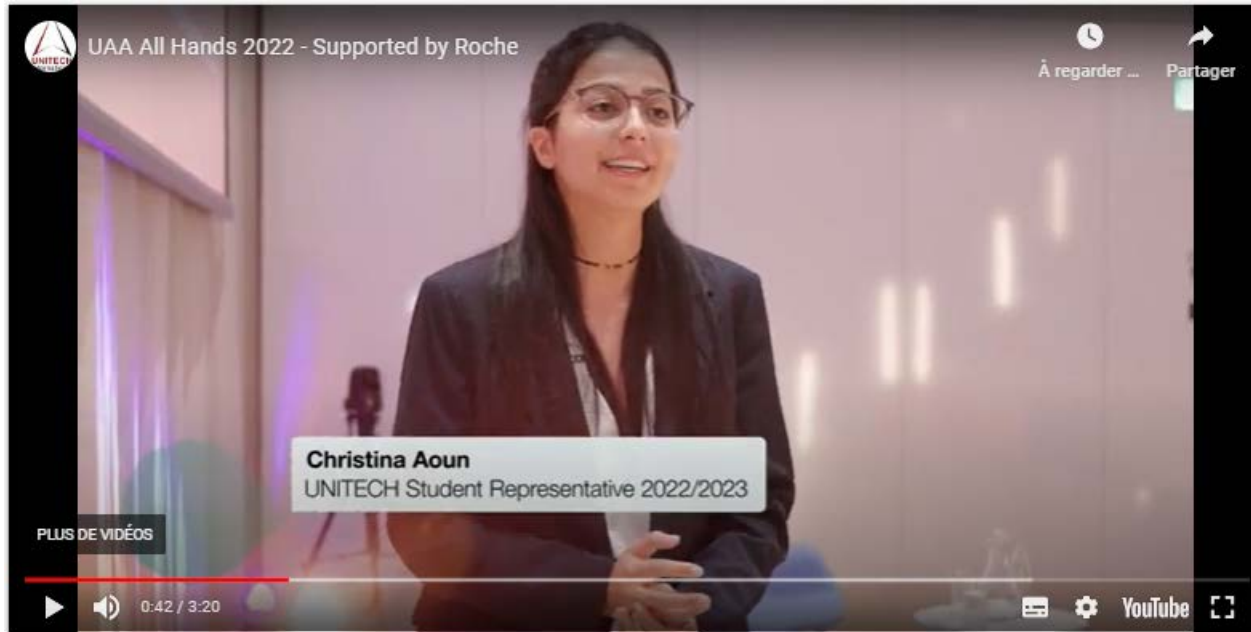 UNITECH
UAA All Hands 2022 - Supported by Roche
À regarder ...
Partager
Christina Aoun
UNITECH Student Representative 2022/2023
PLUS DE VIDÉOS
0:42 / 3:20
YouTube